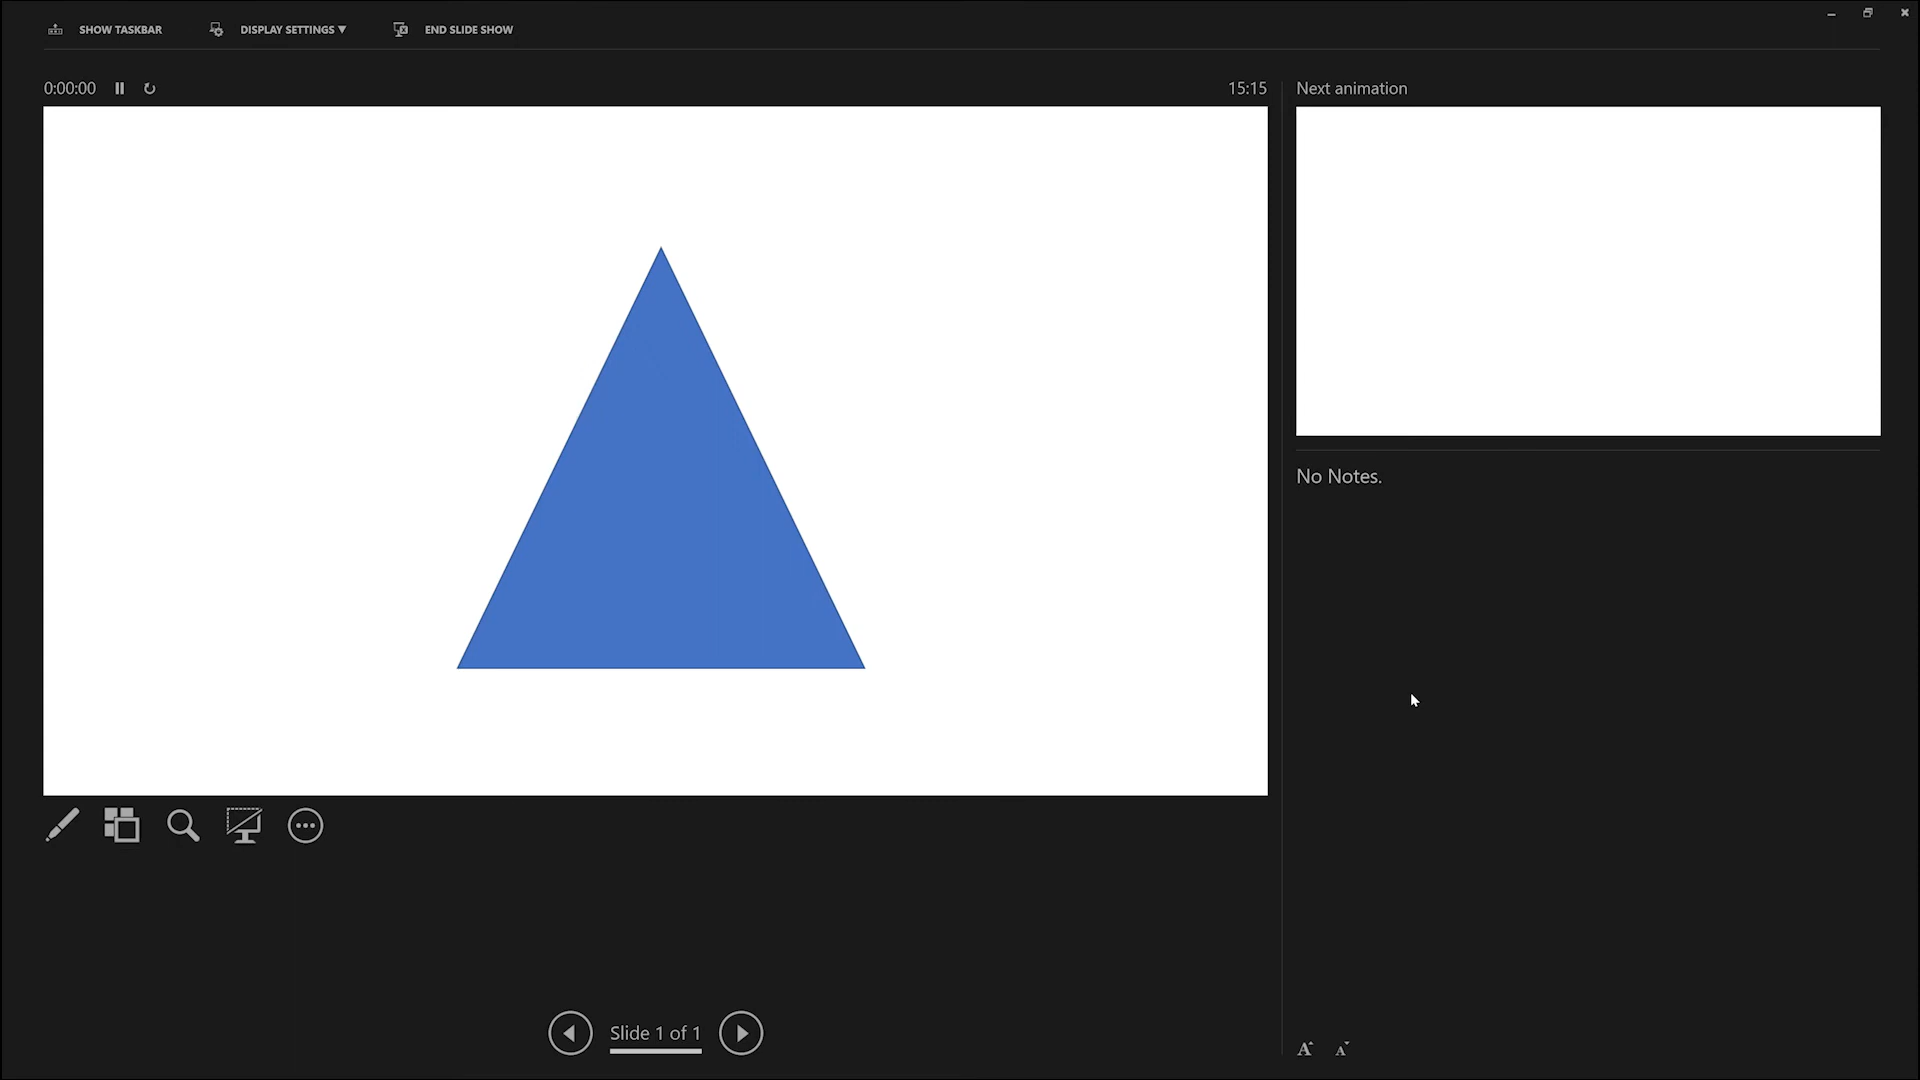 SHOW TASKBAR
DISPLAY SETTINGS ▼
END SLIDE SHOW
0:00:00
15:15
Next animation
No Notes.
Slide 1 of 1
A A